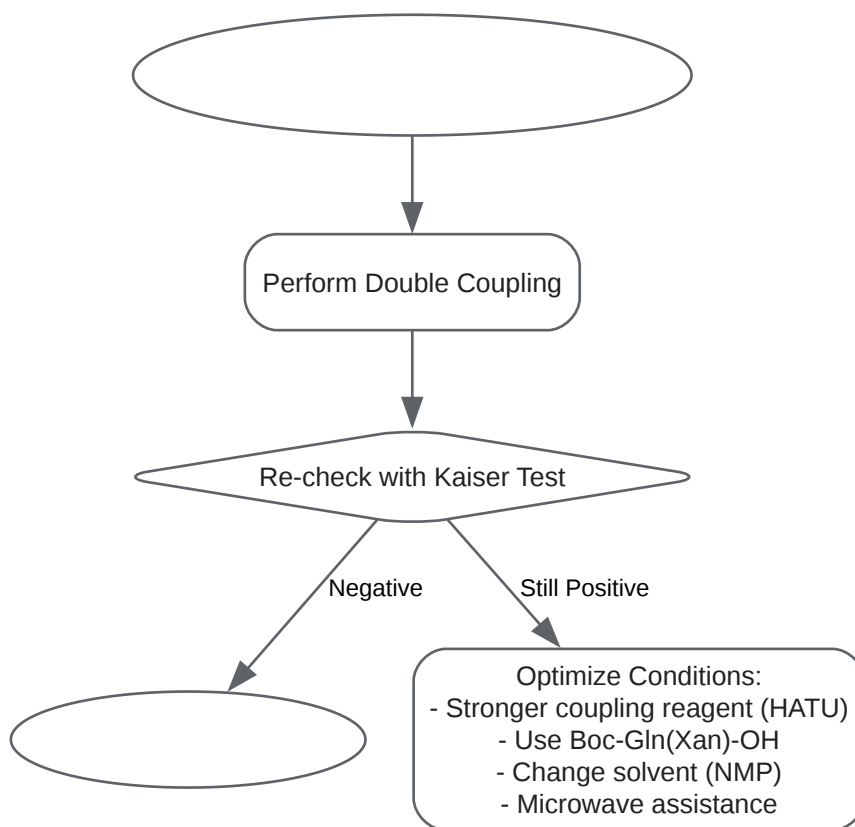 Perform Double Coupling
Re-check with Kaiser Test
Negative
Still Positive
Optimize Conditions:
- Stronger coupling reagent (HATU)
- Use Boc-Gln(Xan)-OH
- Change solvent (NMP)
- Microwave assistance